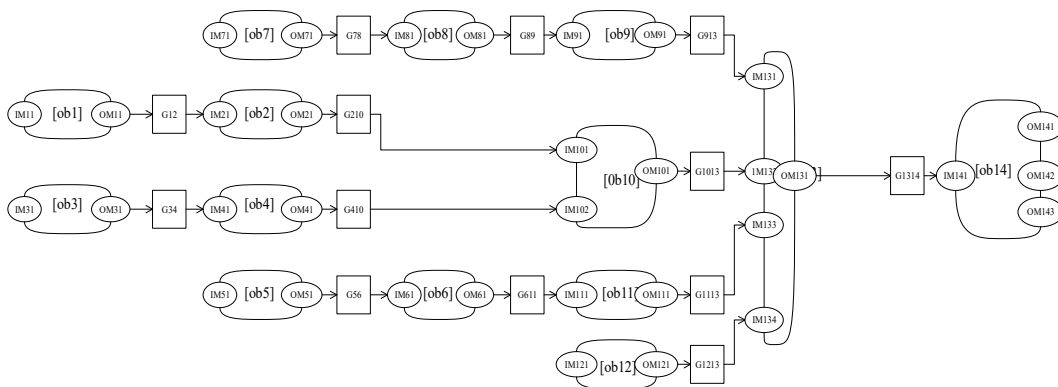 IM71 [ob7] OM71 G78 IM81 [ob8] OM81 G89 IM91 [ob9] OM91 G913
IM131
IM11 [ob1] OM11 G12 IM21 [ob2] OM21 G210
IM101 OM101 [0b10] G1013 OM131 G1314 IM141 [ob14] OM141
OM142
OM143
IM31 [ob3] OM31 G34 IM41 [ob4] OM41 G410 IM102
IM133
IM51 [ob5] OM51 G56 IM61 [ob6] OM61 G611 IM111 [ob11] OM111 G1113
IM134
IM121 [ob12] OM121 G1213